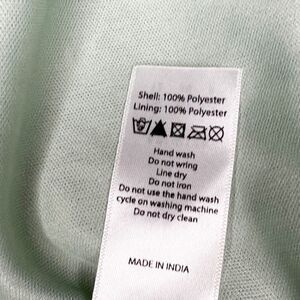 Shell: 100% Polyester
Lining: 100% Polyester
Hand wash
Do not wring
Line dry
Do not iron
Do not use the hand wash
cycle on washing machine
Do not dry clean
MADE IN INDIA